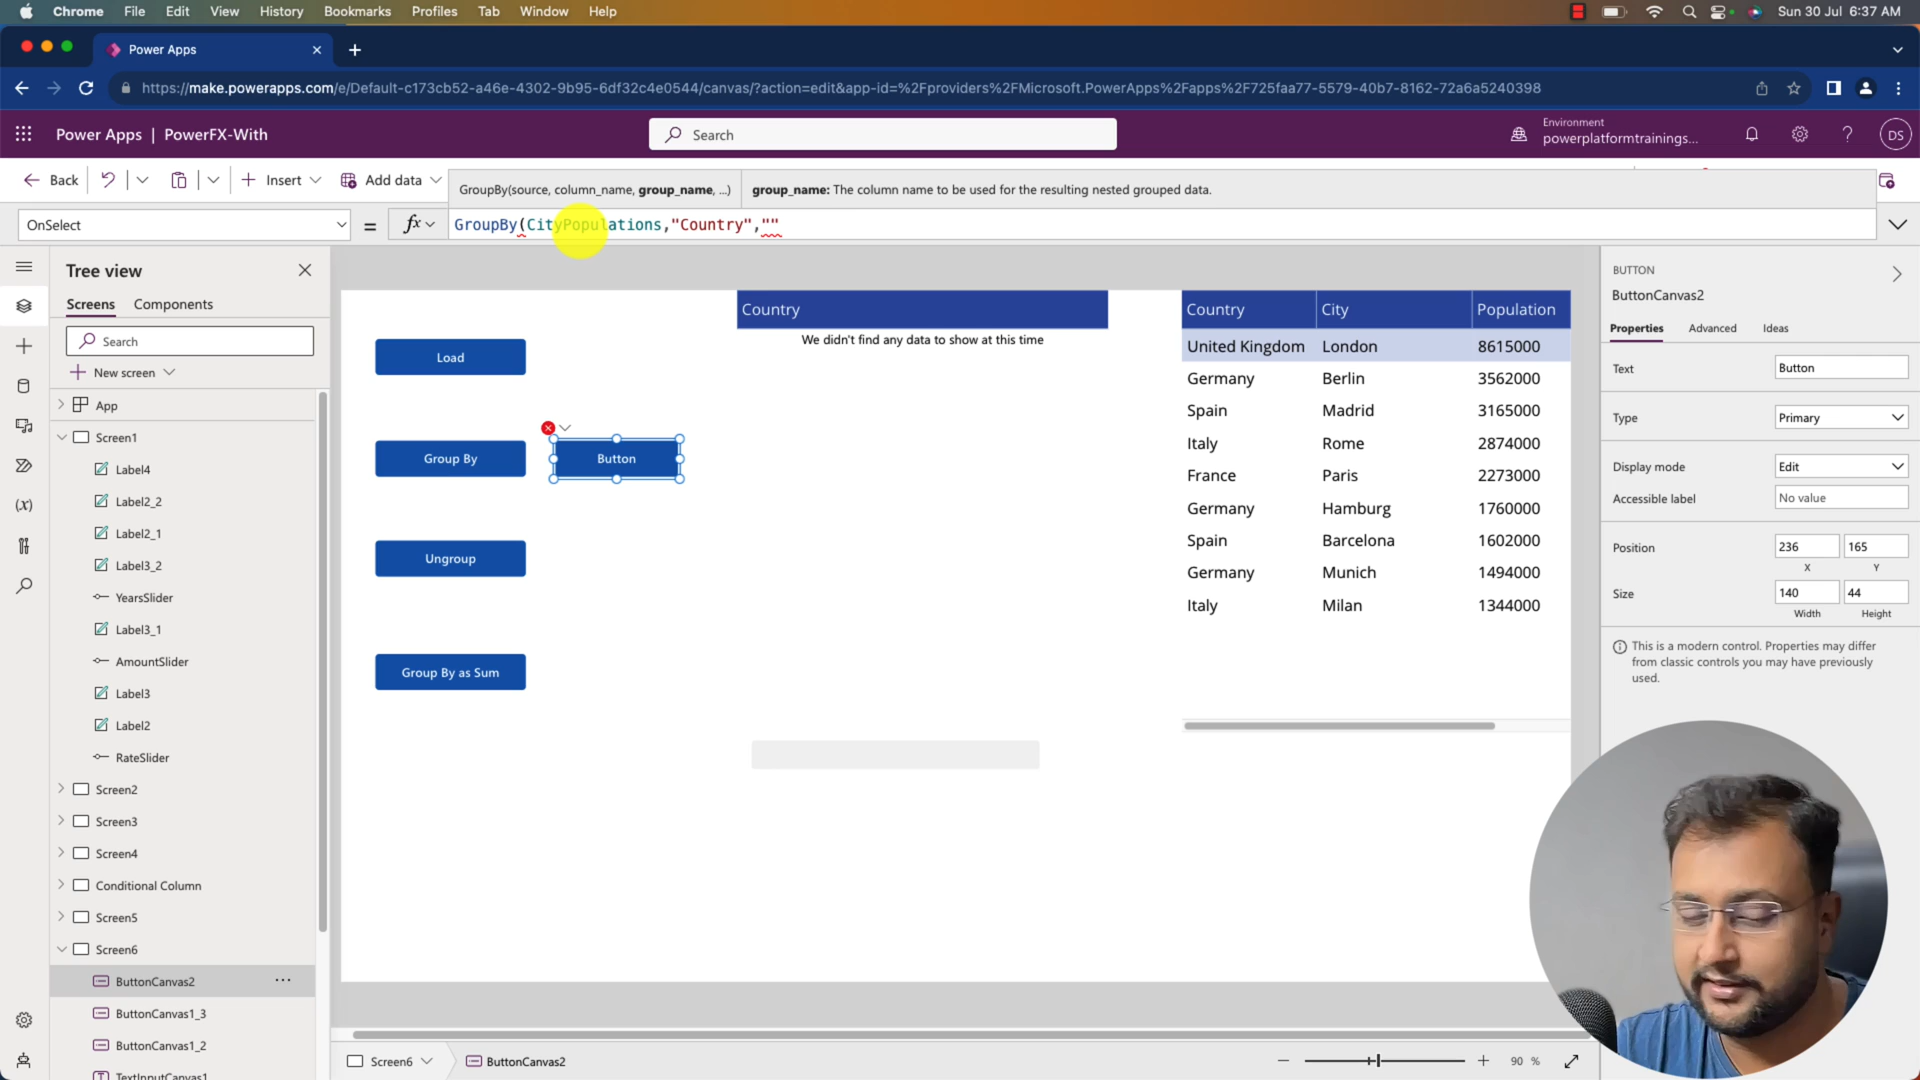 Chrome File Edit View History Bookmarks Profiles Tab Window Help Sun 30 Jul 6:37 AM
Power Apps
https://make.powerapps.com/e/Default-c173cb52-a46e-4302-9b95-6df32c4e0544/canvas/?action=edit&app-id=%2Fproviders%2FMicrosoft.PowerApps%2Fapps%2F725faa77-5579-40b7-8162-72a6a5240398
Power Apps | PowerFX-With
Search
Environment
powerplatformtrainings...
DS
Back Insert Add data
GroupBy(source, column_name, group_name, ...) group_name: The column name to be used for the resulting nested grouped data.
OnSelect = fx GroupBy(CityPopulations,"Country",""
Tree view
Screens Components
Search
New screen
App
Screen1
Label4
Label2_2
Label2_1
Label3_2
YearsSlider
Label3_1
AmountSlider
Label3
Label2
RateSlider
Screen2
Screen3
Screen4
Conditional Column
Screen5
Screen6
ButtonCanvas2 ...
ButtonCanvas1_3
ButtonCanvas1_2
TextInputCanvas1
Load
Group By
Button
Ungroup
Group By as Sum
Country
We didn't find any data to show at this time
Country City Population
United Kingdom London 8615000
Germany Berlin 3562000
Spain Madrid 3165000
Italy Rome 2874000
France Paris 2273000
Germany Hamburg 1760000
Spain Barcelona 1602000
Germany Munich 1494000
Italy Milan 1344000
BUTTON
ButtonCanvas2
Properties Advanced Ideas
Text Button
Type Primary
Display mode Edit
Accessible label No value
Position 236 165
X Y
Size 140 44
Width Height
This is a modern control. Properties may differ
from classic controls you may have previously
used.
Screen6 ButtonCanvas2
90 %